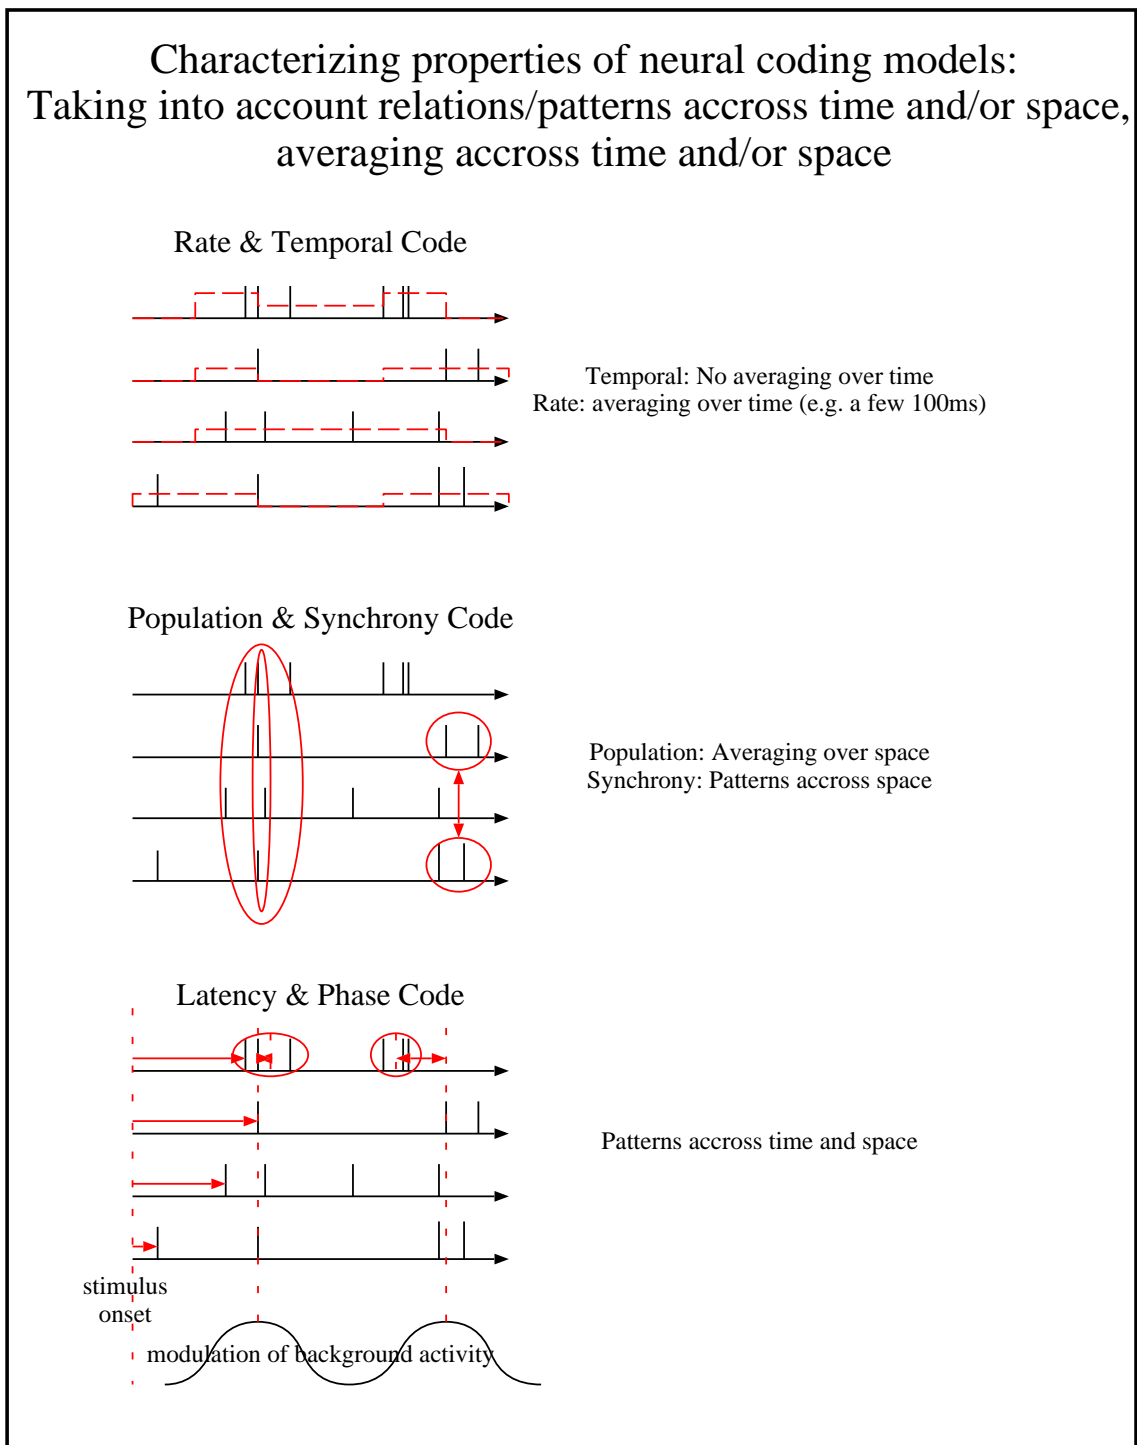 Characterizing properties of neural coding models:
Taking into account relations/patterns accross time and/or space,
averaging accross time and/or space
Rate & Temporal Code
Temporal: No averaging over time
Rate: averaging over time (e.g. a few 100ms)
Population & Synchrony Code
Population: Averaging over space
Synchrony: Patterns accross space
Latency & Phase Code
Patterns accross time and space
stimulus
onset
modulation of background activity